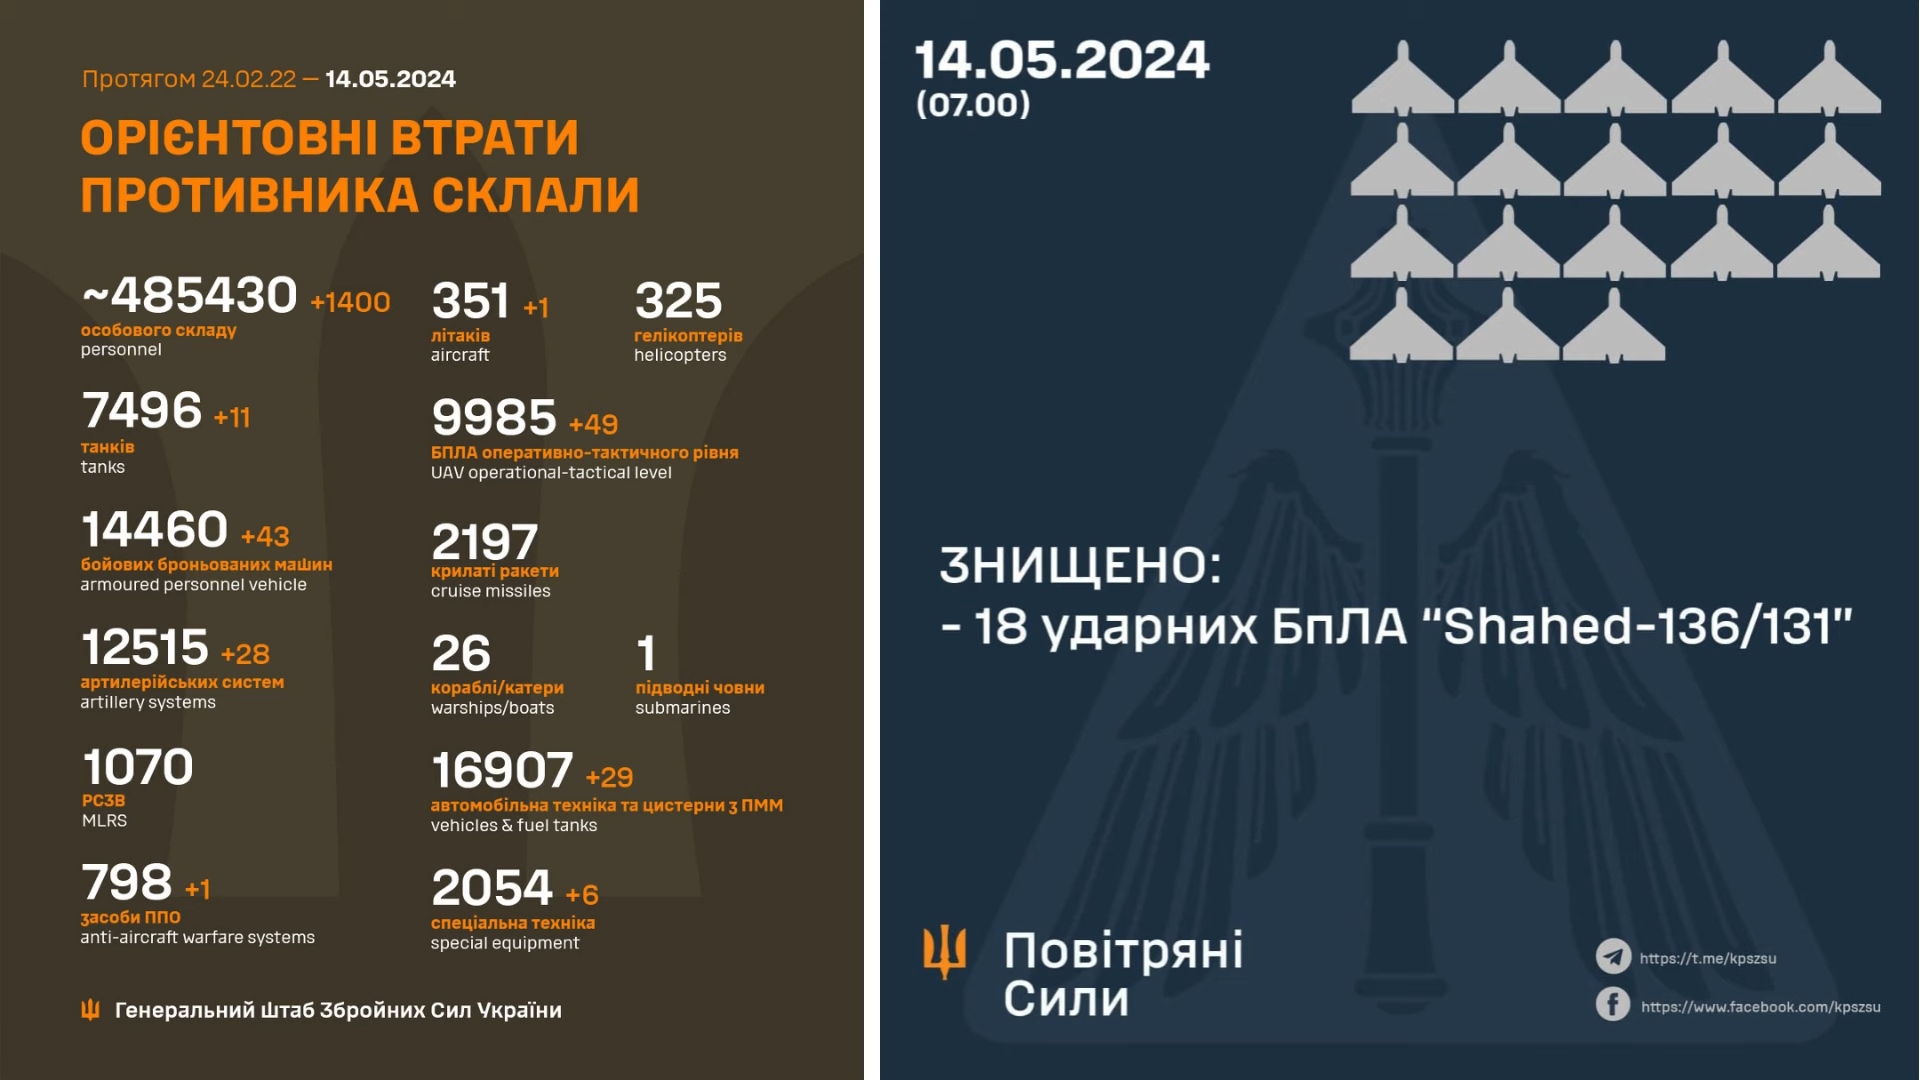 Протягом 24.02.22 — 14.05.2024
ОРІЄНТОВНІ ВТРАТИ
ПРОТИВНИКА СКЛАЛИ
~485430 +1400
особового складу
personnel
7496 +11
танків
tanks
14460 +43
бойових броньованих машин
armoured personnel vehicle
12515 +28
артилерійських систем
artillery systems
1070
РСЗВ
MLRS
798 +1
засоби ППО
anti-aircraft warfare systems
351 +1
літаків
aircraft
325
гелікоптерів
helicopters
9985 +49
БПЛА оперативно-тактичного рівня
UAV operational-tactical level
2197
крилаті ракети
cruise missiles
26
кораблі/катери
warships/boats
1
підводні човни
submarines
16907 +29
автомобільна техніка та цистерни з ПММ
vehicles & fuel tanks
2054 +6
спеціальна техніка
special equipment
Генеральний штаб Збройних Сил України
14.05.2024
(07.00)
ЗНИЩЕНО:
- 18 ударних БпЛА “Shahed-136/131”
Повітряні
Сили
https://t.me/kpszsu
https://www.facebook.com/kpszsu